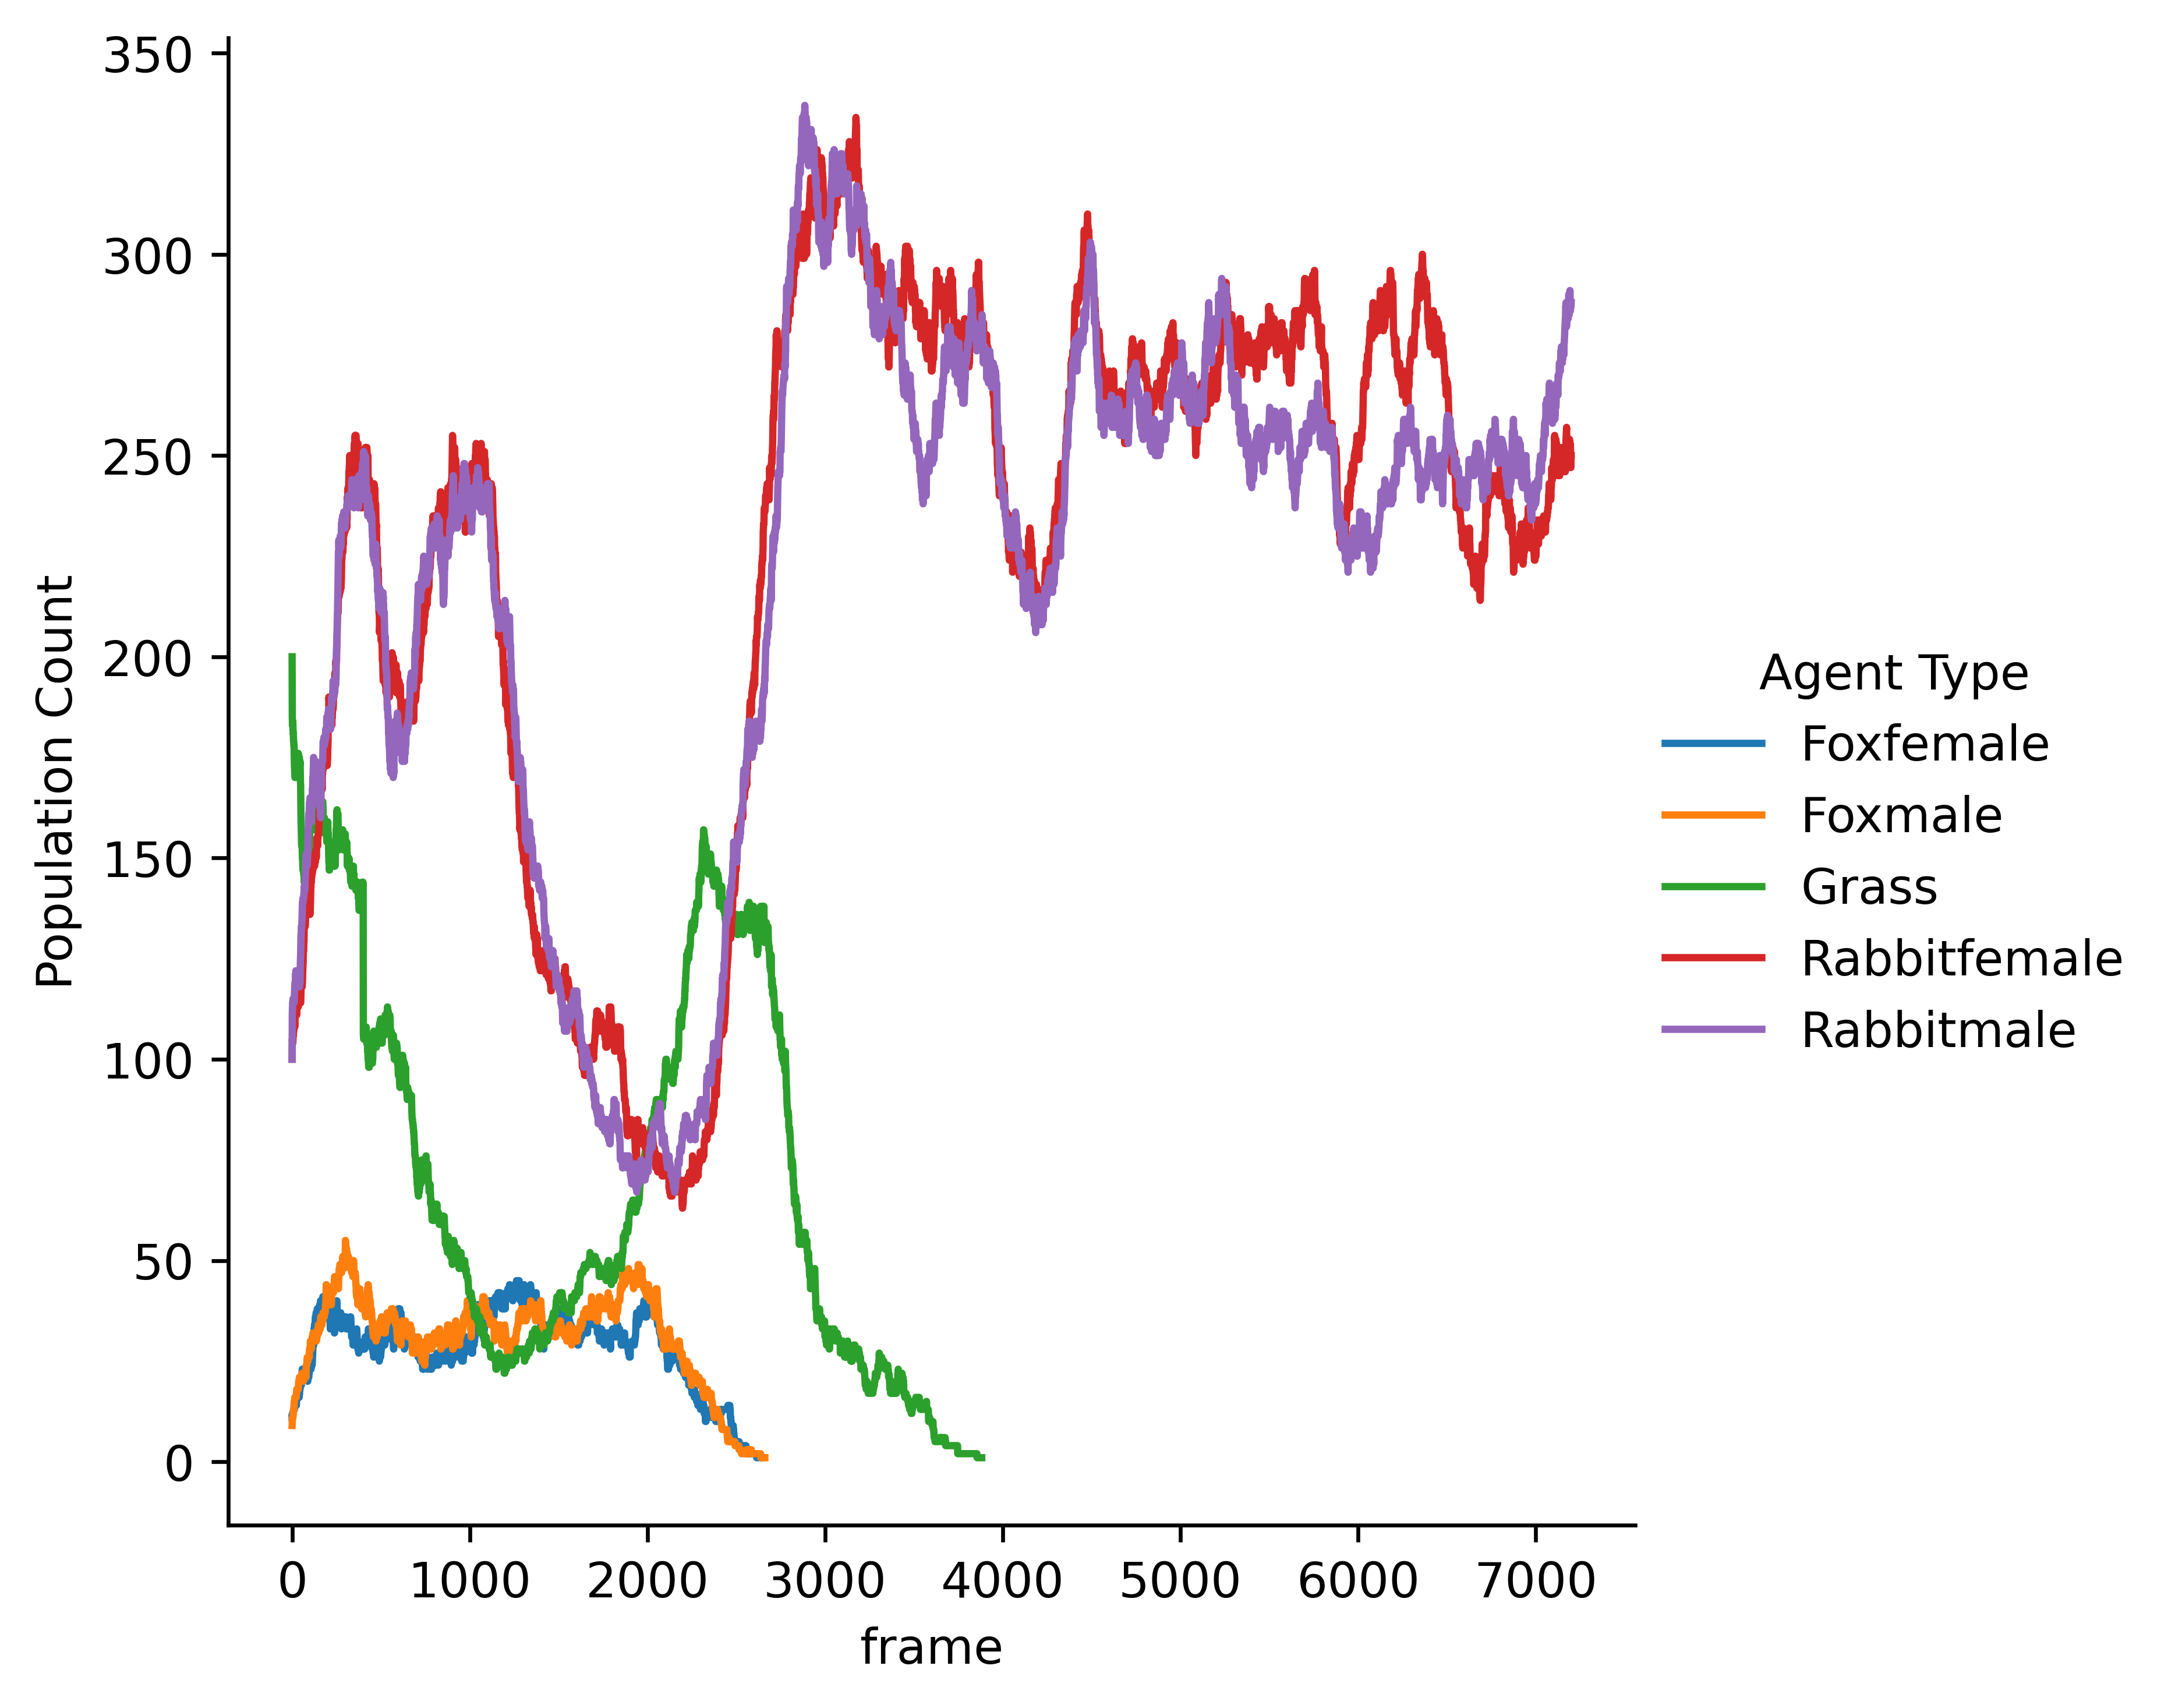 350
300
250
200
150
100
50
0
Population Count
0 1000 2000 3000 4000 5000 6000 7000
frame
Agent Type
Foxfemale
Foxmale
Grass
Rabbitfemale
Rabbitmale